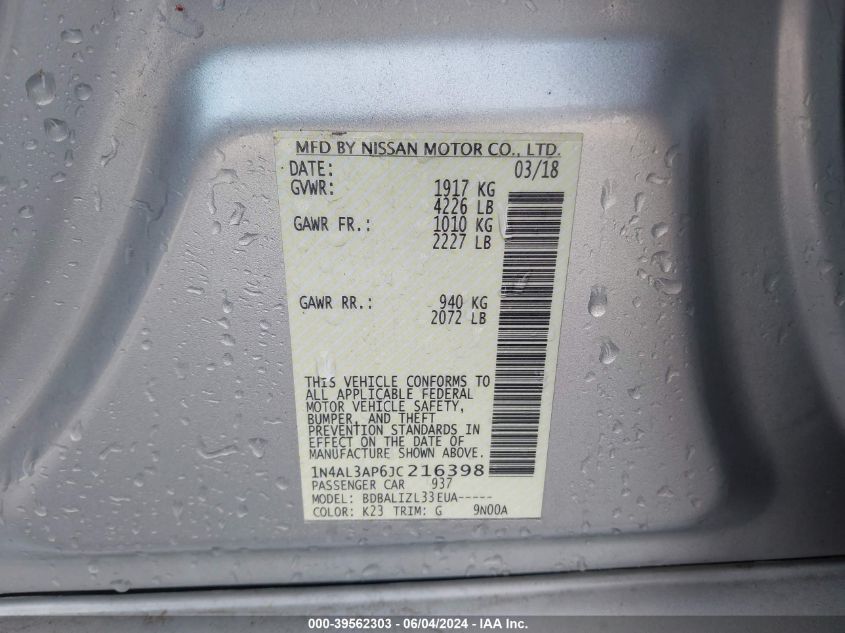 MFD BY NISSAN MOTOR CO., LTD.
DATE: 03/18
GVWR: 1917 KG
4226 LB
GAWR FR.: 1010 KG
2227 LB
GAWR RR.: 940 KG
2072 LB
THIS VEHICLE CONFORMS TO
ALL APPLICABLE FEDERAL
MOTOR VEHICLE SAFETY,
BUMPER, AND THEFT
PREVENTION STANDARDS IN
EFFECT ON THE DATE OF
MANUFACTURE SHOWN ABOVE.
1N4AL3AP6JC216398
PASSENGER CAR 937
MODEL: BDBALIZL33EUA-----
COLOR: K23 TRIM: G 9N00A
000-39562303 - 06/04/2024 - IAA Inc.